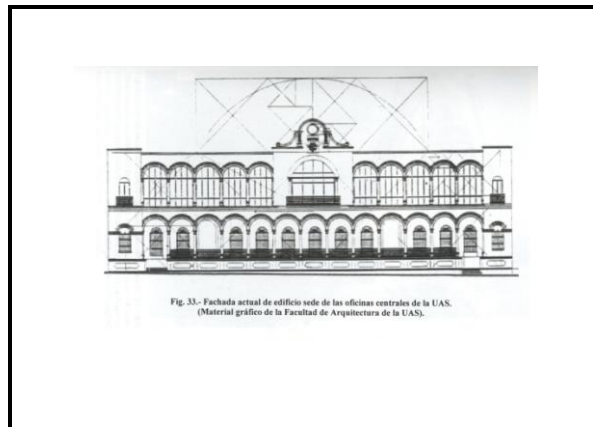 Fig. 33.- Fachada actual de edificio sede de las oficinas centrales de la UAS.
(Material gráfico de la Facultad de Arquitectura de la UAS).